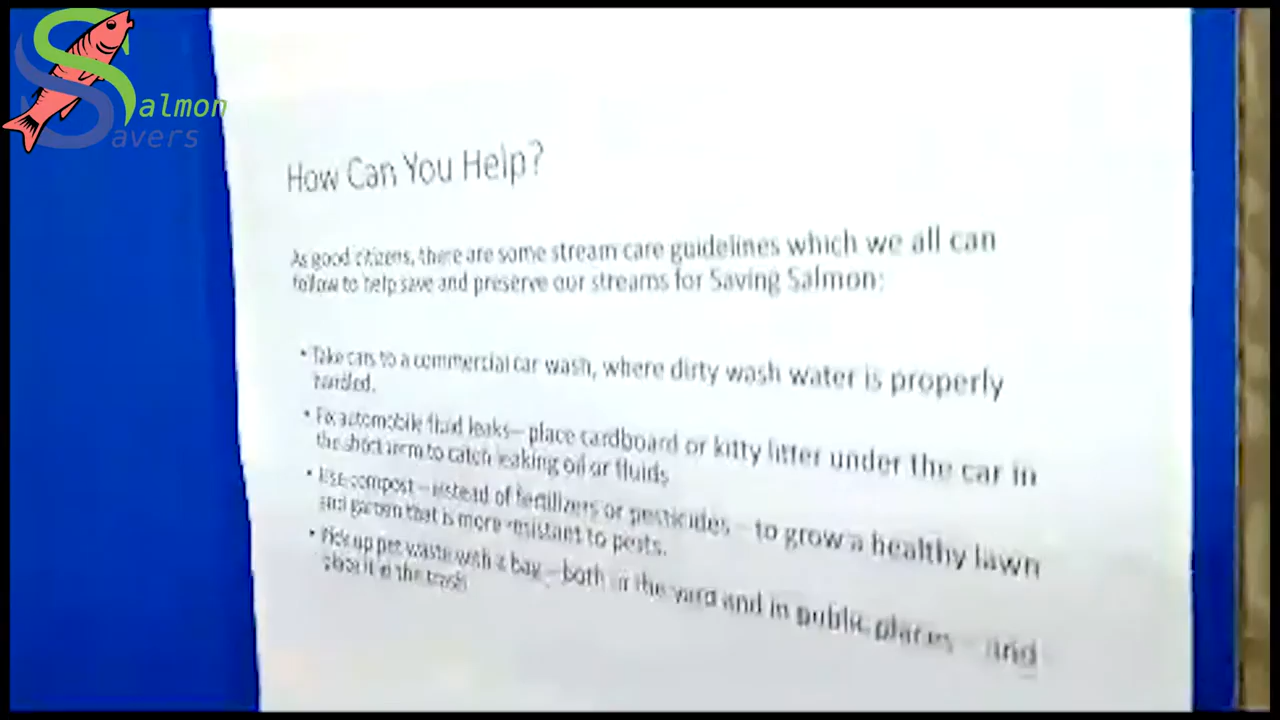 Salmon
Savers
How Can You Help?
As good citizens, there are some stream care guidelines which we all can
follow to help save and preserve our streams for Saving Salmon:
• Take cars to a commercial car wash, where dirty wash water is properly
handled.
• Fix automobile fluid leaks – place cardboard or kitty litter under the car in
the short term to catch leaking oil or fluids
• Use compost – instead of fertilizers or pesticides – to grow a healthy lawn
and garden that is more resistant to pests.
• Pick up pet waste with a bag – both in the yard and in public places – and
place it in the trash